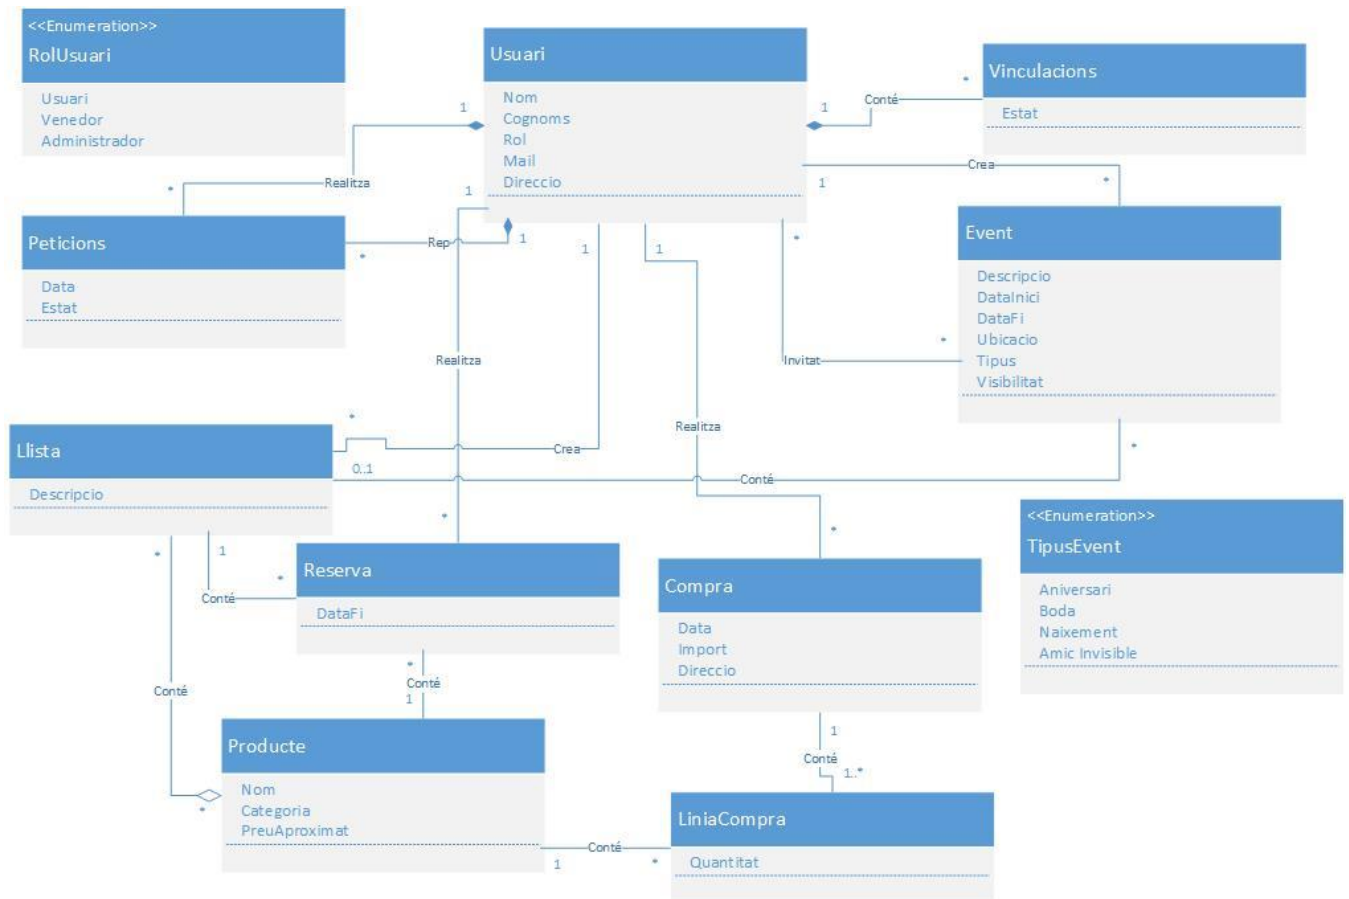 <<Enumeration>>
RolUsuari
Usuari
Venedor
Administrador
Usuari
Nom
Cognoms
Rol
Mail
Direccio
Vinculacions
Estat
1
1
Conté
*
Realitza
*
1
Crea
1
*
Peticions
Data
Estat
Rep
*
1
1
1
*
Event
Descripcio
DataInici
DataFi
Ubicacio
Tipus
Visibilitat
*
Invitat
Realitza
Realitza
*
Llista
Descripcio
Crea
0..1
Conté
*
*
*
<<Enumeration>>
TipusEvent
Aniversari
Boda
Naixement
Amic Invisible
*
1
*
Conté
Reserva
DataFi
Compra
Data
Import
Direccio
*
Conté
1
Conté
1
Conté
1..*
Producte
Nom
Categoria
PreuAproximat
*
LiniaCompra
Quantitat
Conté
1
*